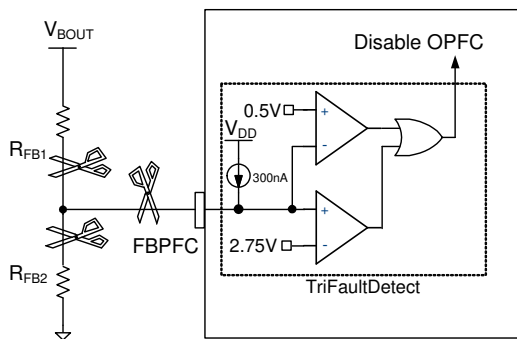 VBOUT
Disable OPFC
0.5V
+
-
VDD
RFB1
300nA
FBPFC
+
2.75V
-
RFB2
TriFaultDetect